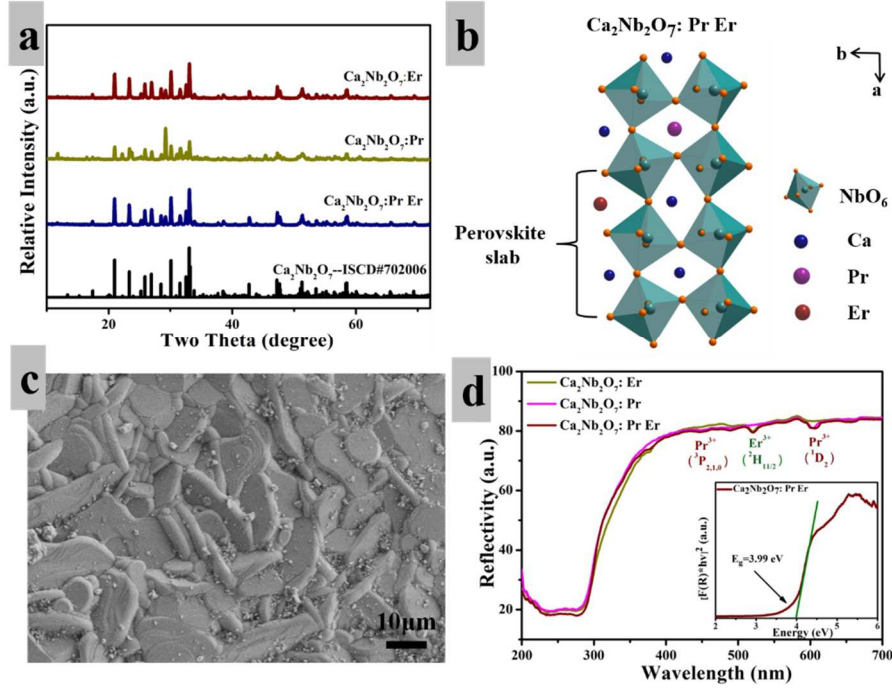 a
Relative Intensity (a.u.)
Ca₂Nb₂O₇:Er
Ca₂Nb₂O₇:Pr
Ca₂Nb₂O₇:Pr Er
Ca₂Nb₂O₇--ISCD#702006
20 40 60
Two Theta (degree)
b
Ca₂Nb₂O₇: Pr Er
b
a
Perovskite
slab
NbO₆
Ca
Pr
Er
c
10μm
d
Reflectivity (a.u.)
100
80
60
40
20
Ca₂Nb₂O₇: Er
Ca₂Nb₂O₇: Pr
Ca₂Nb₂O₇: Pr Er
Pr³⁺
(³P₂,₁,₀)
Er³⁺
(²H₁₁/₂)
Pr³⁺
(¹D₂)
Ca₂Nb₂O₇: Pr Er
[F(R)*hν]² (a.u.)
E₉=3.99 eV
2 3 4 5 6
Energy (eV)
200 300 400 500 600 700
Wavelength (nm)